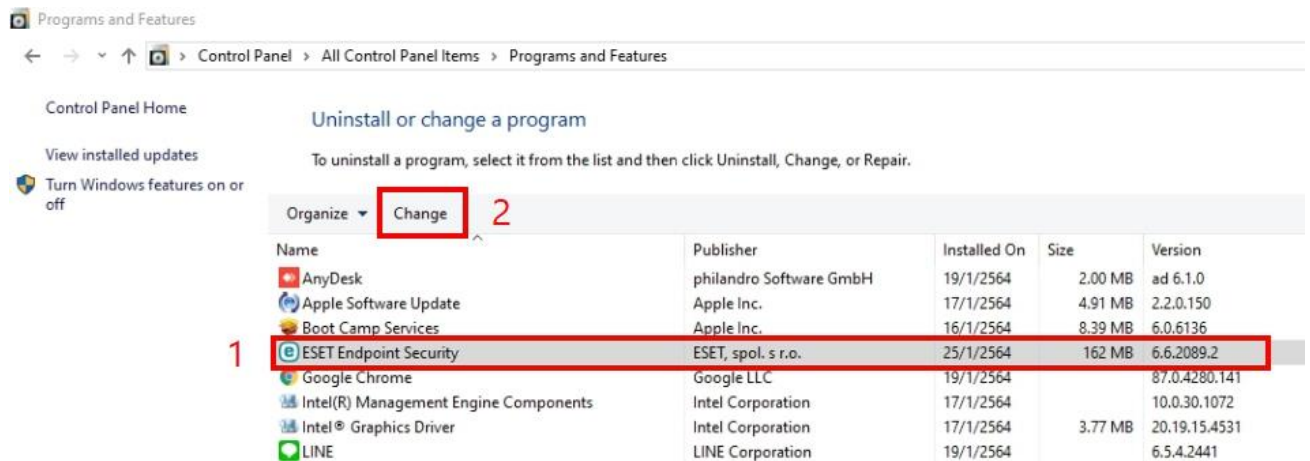 Programs and Features
Control Panel > All Control Panel Items > Programs and Features
Control Panel Home
View installed updates
Turn Windows features on or
off
Uninstall or change a program
To uninstall a program, select it from the list and then click Uninstall, Change, or Repair.
Organize Change 2
Name Publisher Installed On Size Version
AnyDesk philandro Software GmbH 19/1/2564 2.00 MB ad 6.1.0
Apple Software Update Apple Inc. 17/1/2564 4.91 MB 2.2.0.150
Boot Camp Services Apple Inc. 16/1/2564 8.39 MB 6.0.6136
1 ESET Endpoint Security ESET, spol. s r.o. 25/1/2564 162 MB 6.6.2089.2
Google Chrome Google LLC 19/1/2564 87.0.4280.141
Intel(R) Management Engine Components Intel Corporation 17/1/2564 10.0.30.1072
Intel® Graphics Driver Intel Corporation 17/1/2564 3.77 MB 20.19.15.4531
LINE LINE Corporation 19/1/2564 6.5.4.2441